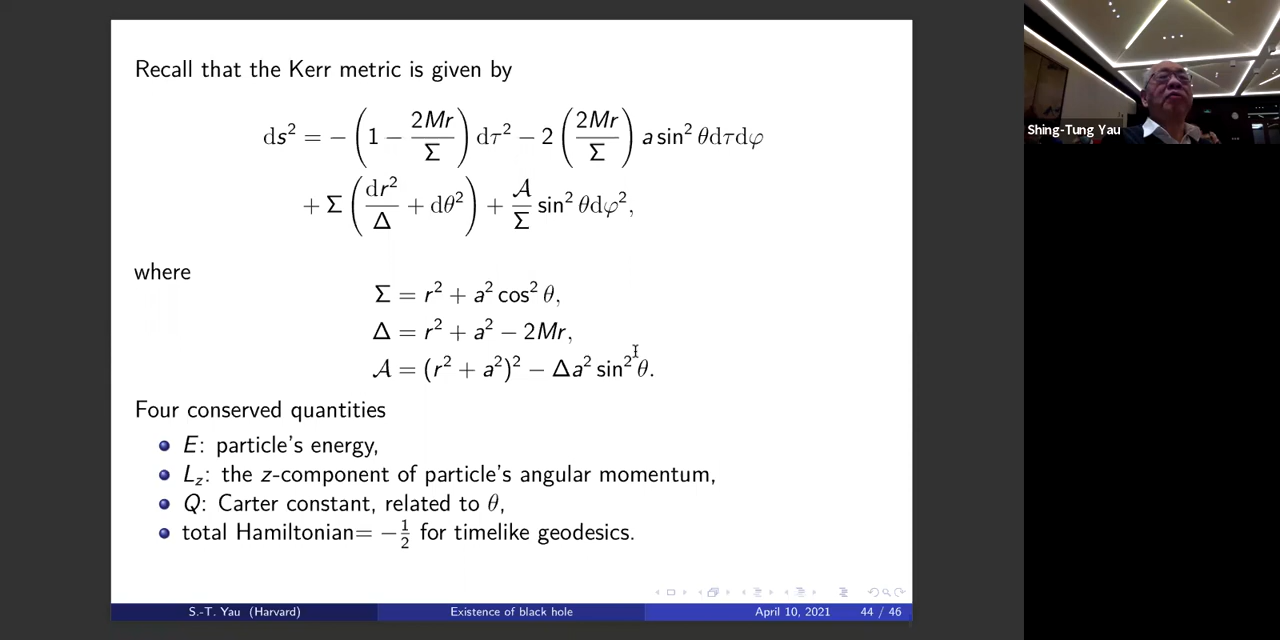 Recall that the Kerr metric is given by
ds² = − (1 − 2Mr/Σ) dτ² − 2 (2Mr/Σ) a sin² θdτdφ
+ Σ (dr²/Δ + dθ²) + 𝒜/Σ sin² θdφ²,
where
Σ = r² + a² cos² θ,
Δ = r² + a² − 2Mr,
𝒜 = (r² + a²)² − Δa² sin² θ.
Four conserved quantities
E: particle's energy,
L_z: the z-component of particle's angular momentum,
Q: Carter constant, related to θ,
total Hamiltonian= −1/2 for timelike geodesics.
S.-T. Yau (Harvard) Existence of black hole April 10, 2021 44 / 46
Shing-Tung Yau